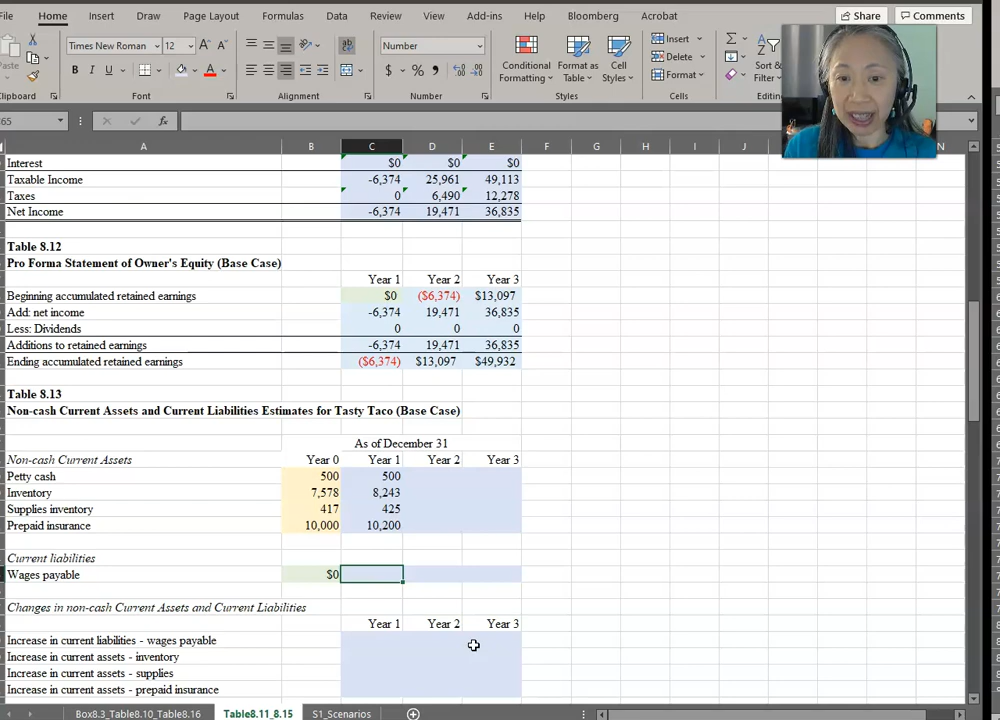 File Home Insert Draw Page Layout Formulas Data Review View Add-ins Help Bloomberg Acrobat Share Comments
Times New Roman 12 A A Number Insert
Paste B I U A $ % Conditional Formatting Format as Table Cell Styles Delete Format Sort & Filter
Clipboard Font Alignment Number Styles Cells Editing
65 fx
A B C D E F G H I J N
Interest $0 $0 $0
Taxable Income -6,374 25,961 49,113
Taxes 0 6,490 12,278
Net Income -6,374 19,471 36,835
Table 8.12
Pro Forma Statement of Owner's Equity (Base Case)
Year 1 Year 2 Year 3
Beginning accumulated retained earnings $0 ($6,374) $13,097
Add: net income -6,374 19,471 36,835
Less: Dividends 0 0 0
Additions to retained earnings -6,374 19,471 36,835
Ending accumulated retained earnings ($6,374) $13,097 $49,932
Table 8.13
Non-cash Current Assets and Current Liabilities Estimates for Tasty Taco (Base Case)
As of December 31
Non-cash Current Assets Year 0 Year 1 Year 2 Year 3
Petty cash 500 500
Inventory 7,578 8,243
Supplies inventory 417 425
Prepaid insurance 10,000 10,200
Current liabilities
Wages payable $0
Changes in non-cash Current Assets and Current Liabilities
Year 1 Year 2 Year 3
Increase in current liabilities - wages payable
Increase in current assets - inventory
Increase in current assets - supplies
Increase in current assets - prepaid insurance
Box8.3_Table8.10_Table8.16 Table8.11_8.15 S1_Scenarios